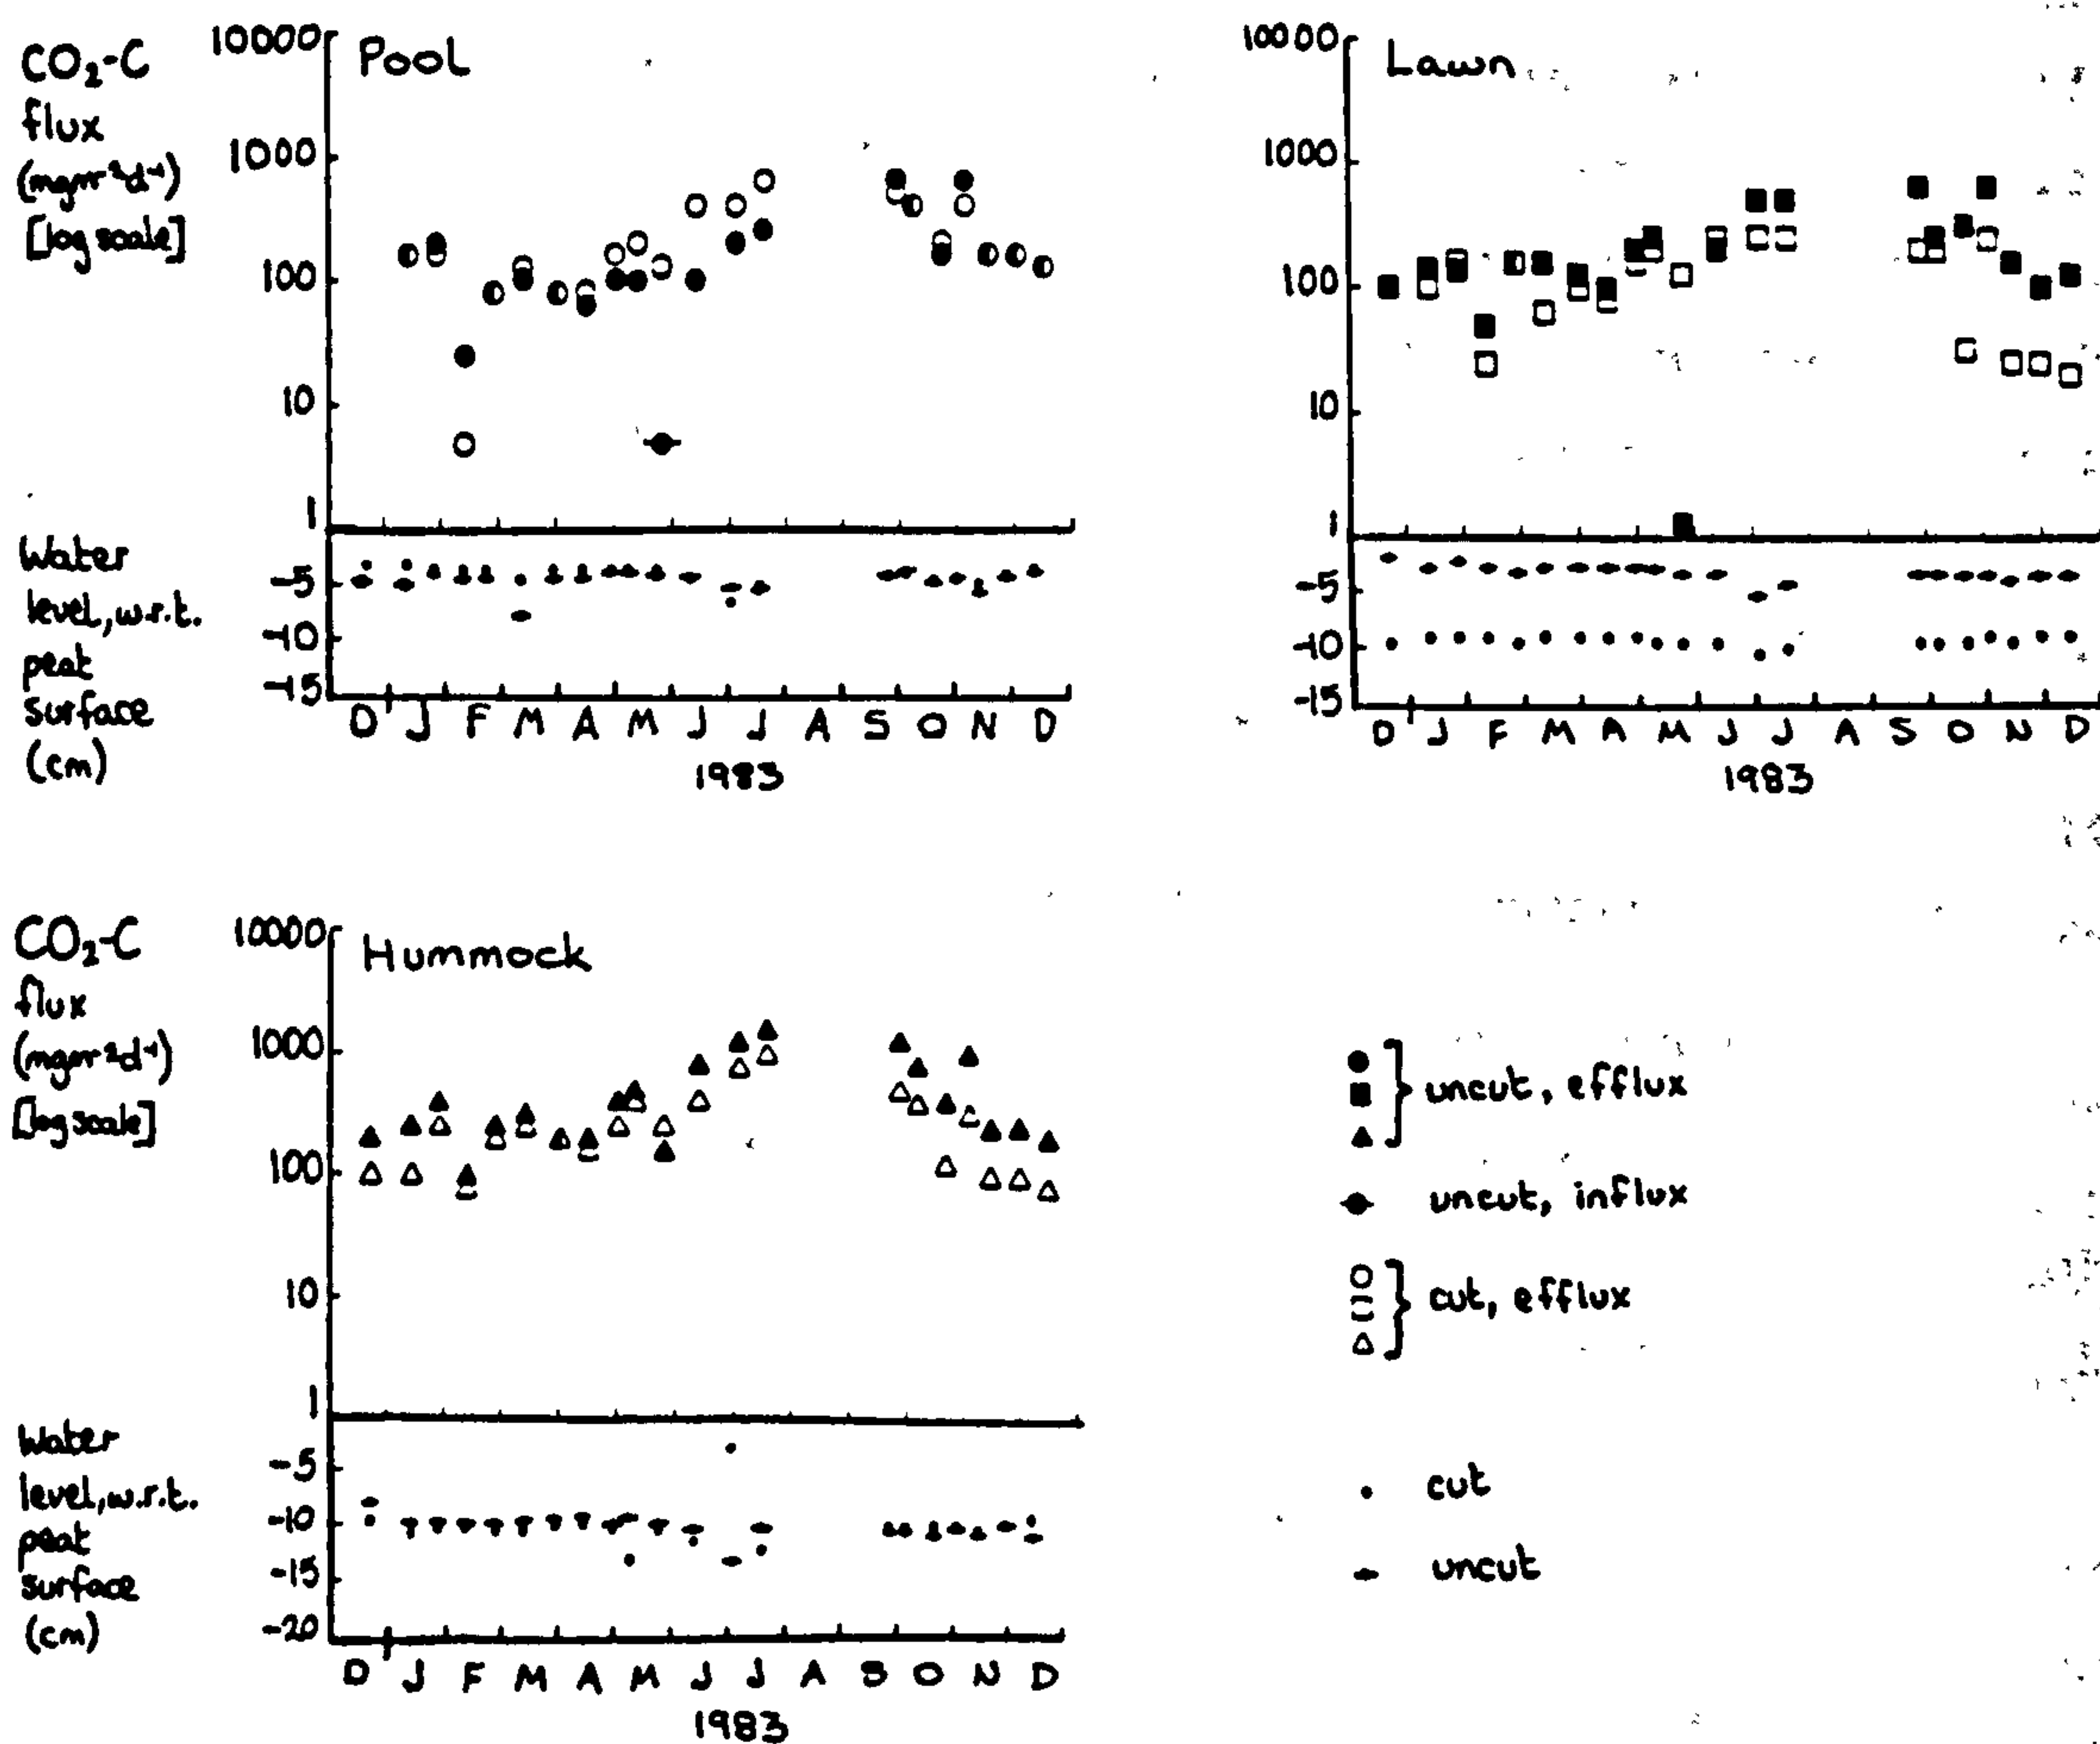 CO₂-C
flux
(mgm⁻²d⁻¹)
[log scale]
10000
1000
100
10
1
Pool
Water
level, w.r.t.
peat
surface
(cm)
-5
-10
-15
D J F M A M J J A S O N D
1983
10000
1000
100
10
1
Lawn
-5
-10
-15
D J F M A M J J A S O N D
1983
CO₂-C
flux
(mgm⁻²d⁻¹)
[log scale]
10000
1000
100
10
1
Hummock
Water
level, w.r.t.
peat
surface
(cm)
-5
-10
-15
-20
D J F M A M J J A S O N D
1983
uncut, efflux
uncut, influx
cut, efflux
cut
uncut